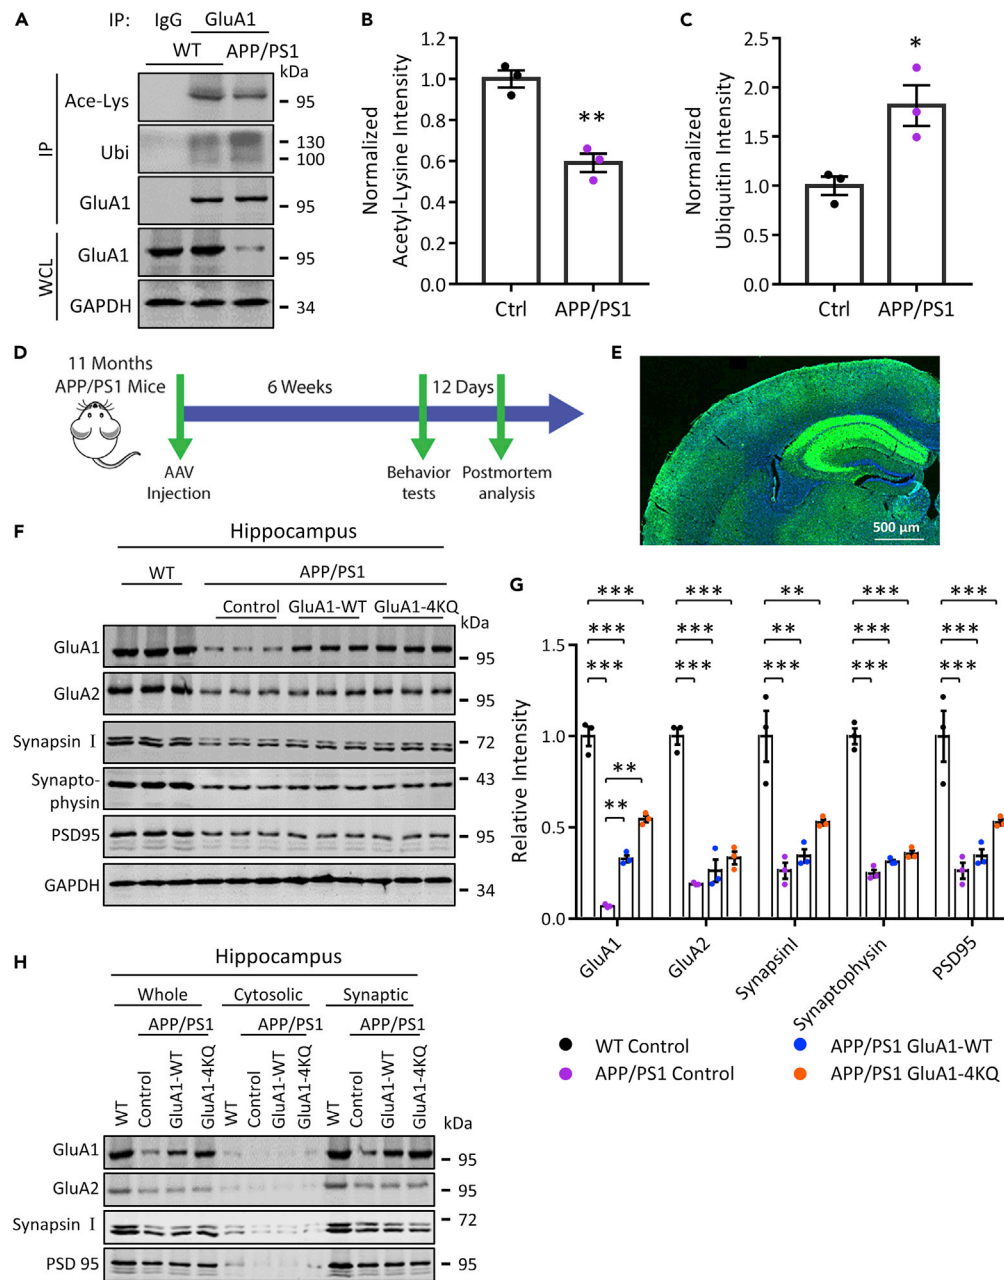 A
IP: IgG GluA1
WT APP/PS1
kDa
IP
Ace-Lys 95
Ubi 130
100
GluA1 95
WCL
GluA1 95
GAPDH 34
B
Normalized
Acetyl-Lysine Intensity
1.2
1.0
0.8
0.6
0.4
0.2
0.0
**
Ctrl APP/PS1
C
Normalized
Ubiquitin Intensity
2.5
2.0
1.5
1.0
0.5
0.0
*
Ctrl APP/PS1
D
11 Months
APP/PS1 Mice
6 Weeks
12 Days
AAV
Injection
Behavior
tests
Postmortem
analysis
E
500 µm
F
Hippocampus
WT APP/PS1
Control GluA1-WT GluA1-4KQ
kDa
GluA1 95
GluA2 95
Synapsin Ⅰ 72
Synapto-
physin 43
PSD95 95
GAPDH 34
G
Relative Intensity
1.5
1.0
0.5
0.0
*** *** ** *** ***
*** *** ** *** ***
*** *** *** *** ***
**
**
GluA1
GluA2
SynapsinI
Synaptophysin
PSD95
WT Control
APP/PS1 Control
APP/PS1 GluA1-WT
APP/PS1 GluA1-4KQ
H
Hippocampus
Whole Cytosolic Synaptic
APP/PS1 APP/PS1 APP/PS1
WT Control GluA1-WT GluA1-4KQ WT Control GluA1-WT GluA1-4KQ WT Control GluA1-WT GluA1-4KQ
kDa
GluA1 95
GluA2 95
Synapsin Ⅰ 72
PSD 95 95